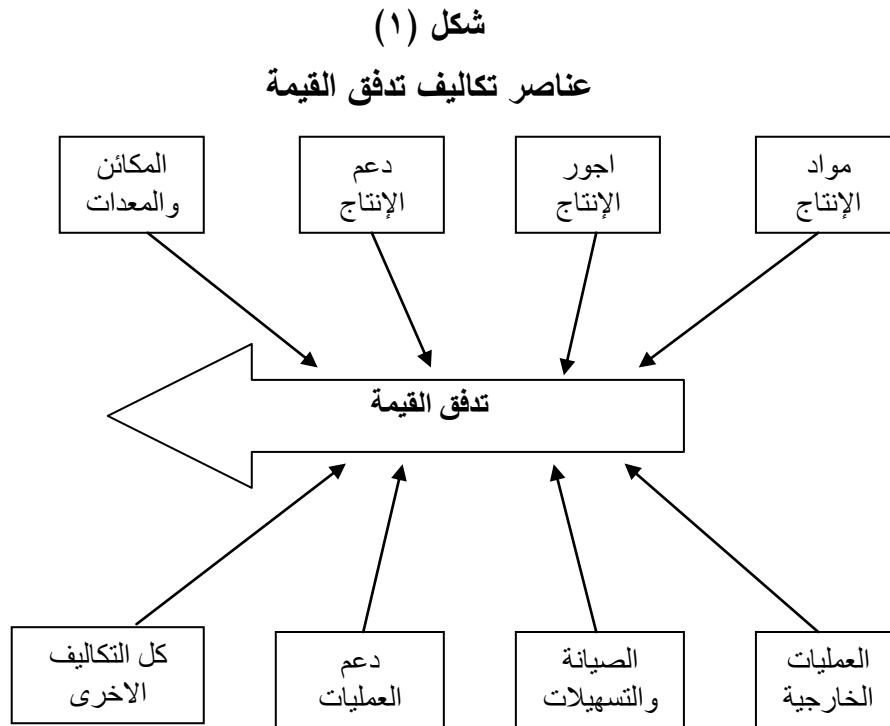 شكل (١)
عناصر تكاليف تدفق القيمة
مواد
الإنتاج
اجور
الإنتاج
دعم
الإنتاج
المكائن
والمعدات
تدفق القيمة
العمليات
الخارجية
الصيانة
والتسهيلات
دعم
العمليات
كل التكاليف
الاخرى